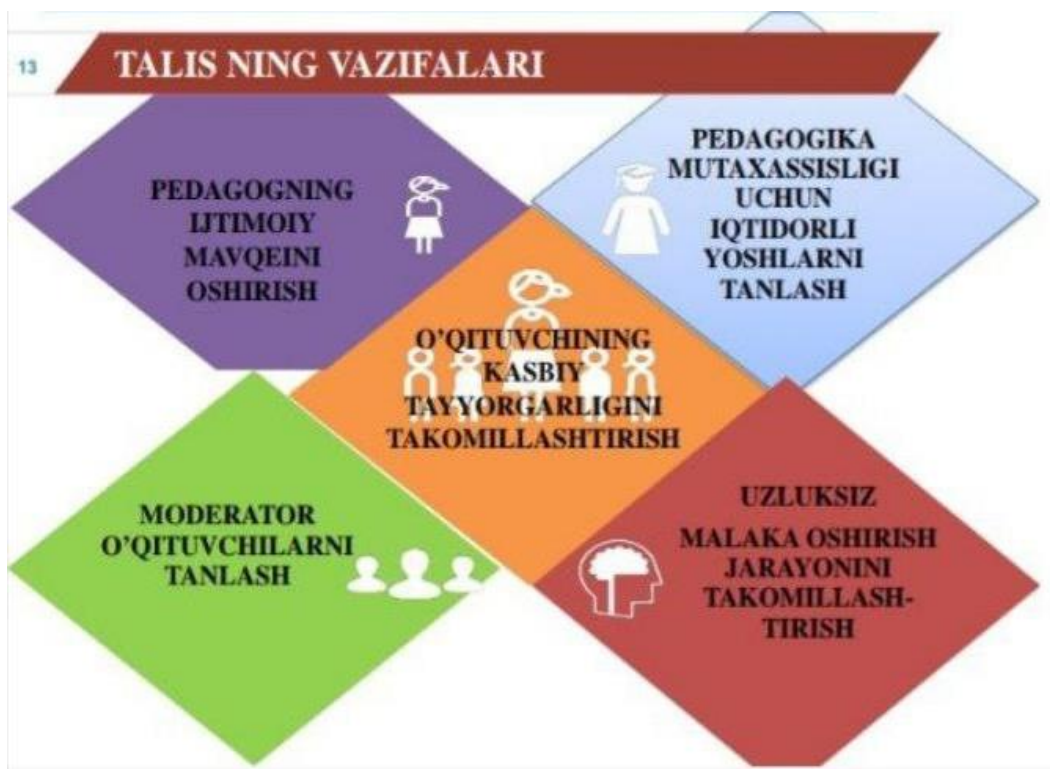 13
TALIS NING VAZIFALARI
PEDAGOGNING
IJTIMOIY
MAVQEINI
OSHIRISH
PEDAGOGIKA
MUTAXASSISLIGI
UCHUN
IQTIDORLI
YOSHLARNI
TANLASH
O’QITUVCHINING
KASBIY
TAYYORGARLIGINI
TAKOMILLASHTIRISH
MODERATOR
O’QITUVCHILARNI
TANLASH
UZLUKSIZ
MALAKA OSHIRISH
JARAYONINI
TAKOMILLASH-
TIRISH